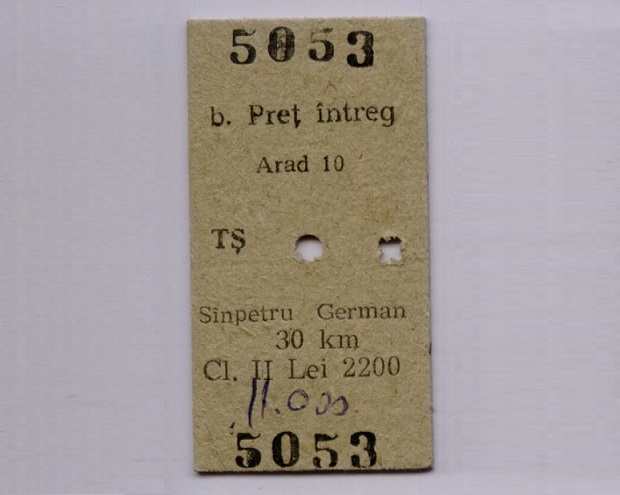 5053
b. Preț întreg
Arad 10
TȘ
Sînpetru German
30 km
Cl. II Lei 2200
11.000
5053